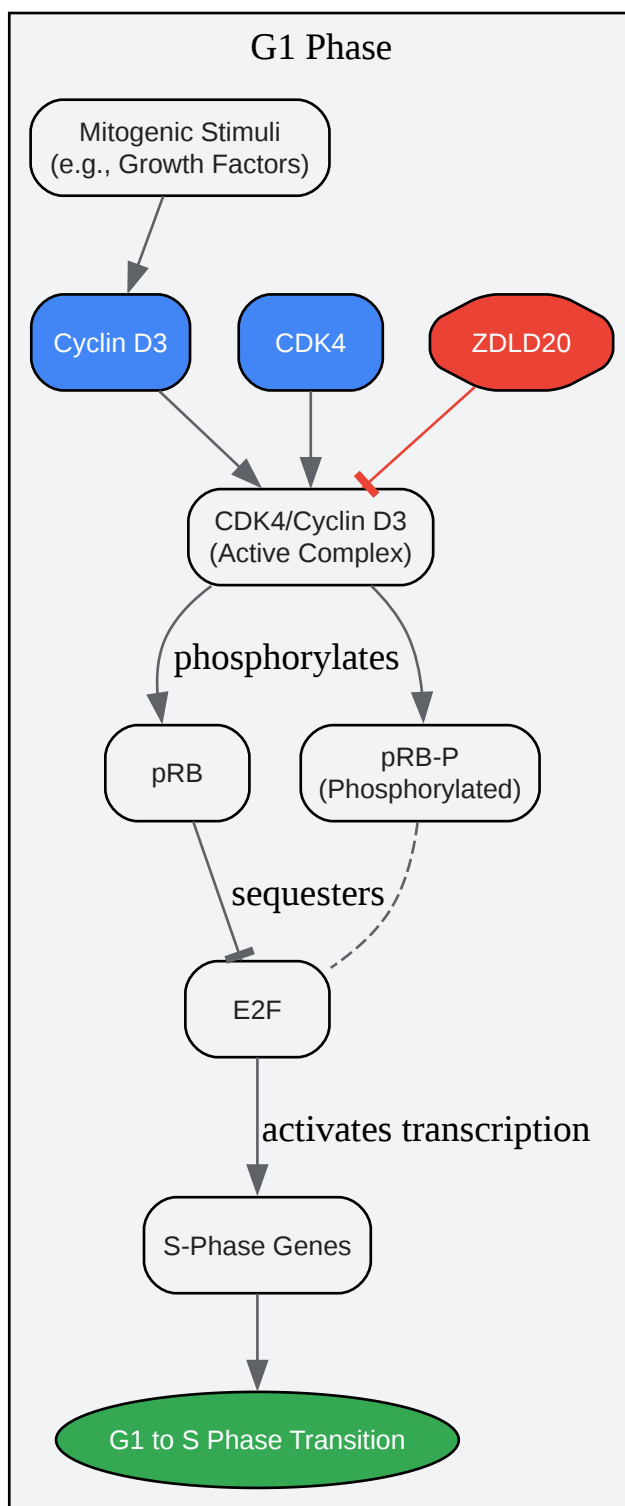 G1 Phase
Mitogenic Stimuli
(e.g., Growth Factors)
Cyclin D3
CDK4
ZDLD20
CDK4/Cyclin D3
(Active Complex)
phosphorylates
pRB
pRB-P
(Phosphorylated)
sequesters
E2F
activates transcription
S-Phase Genes
G1 to S Phase Transition